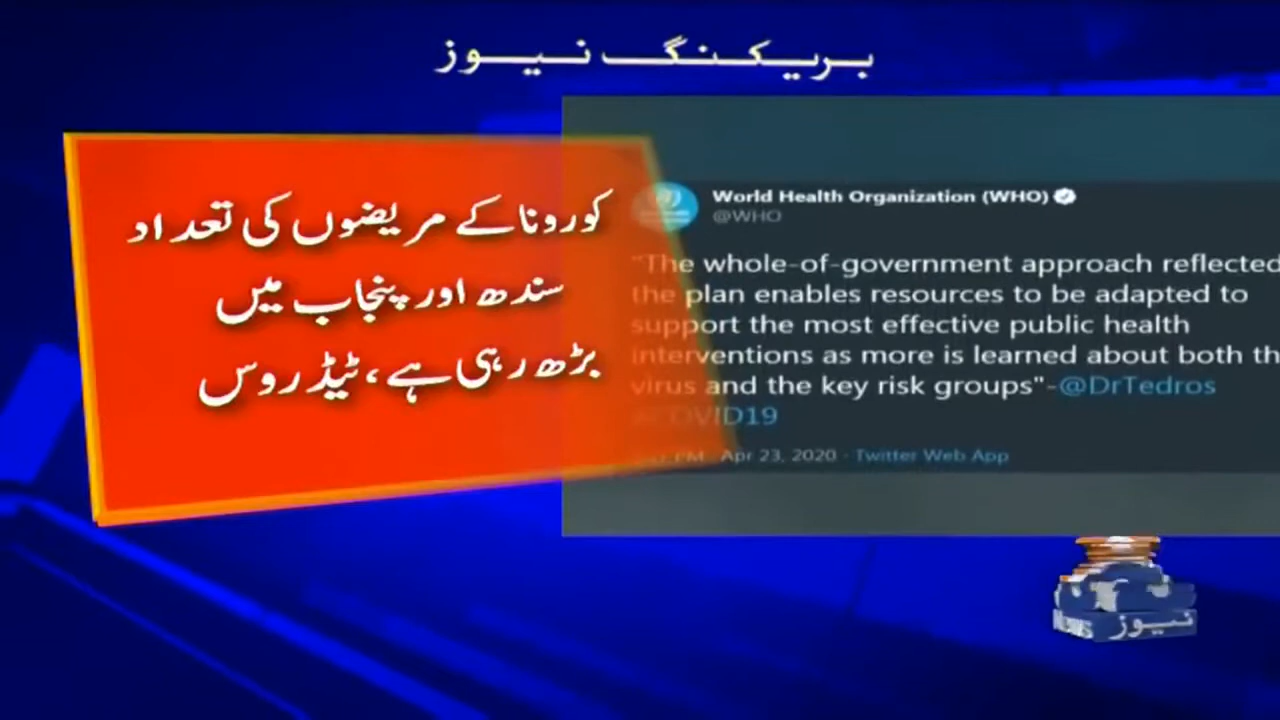 بریکنگ نیوز
کورونا کے مریضوں کی تعداد
سندھ اور پنجاب میں
بڑھ رہی ہے، ٹیڈروس
World Health Organization (WHO)
@WHO
"The whole-of-government approach reflected
the plan enables resources to be adapted to
support the most effective public health
interventions as more is learned about both th
virus and the key risk groups"-@DrTedros
#COVID19
PM · Apr 23, 2020 · Twitter Web App
News نیوز